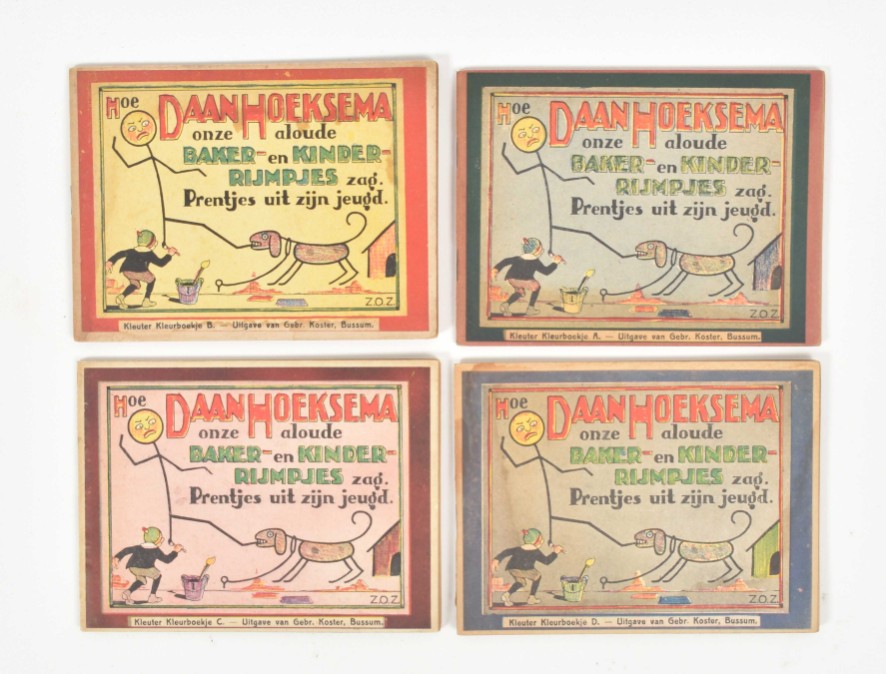 Hoe DAAN HOEKSEMA
onze aloude
BAKER- en KINDER-
RIJMPJES zag.
Prentjes uit zijn jeugd.
Z.O.Z
Kleuter Kleurboekje B. — Uitgave van Gebr. Koster, Bussum.
Hoe DAAN HOEKSEMA
onze aloude
BAKER- en KINDER-
RIJMPJES zag.
Prentjes uit zijn jeugd.
Z.O.Z
Kleuter Kleurboekje A. — Uitgave van Gebr. Koster, Bussum.
Hoe DAAN HOEKSEMA
onze aloude
BAKER- en KINDER-
RIJMPJES zag.
Prentjes uit zijn jeugd.
Z.O.Z
Kleuter Kleurboekje C. — Uitgave van Gebr. Koster, Bussum.
Hoe DAAN HOEKSEMA
onze aloude
BAKER- en KINDER-
RIJMPJES zag.
Prentjes uit zijn jeugd.
Z.O.Z
Kleuter Kleurboekje D. — Uitgave van Gebr. Koster, Bussum.